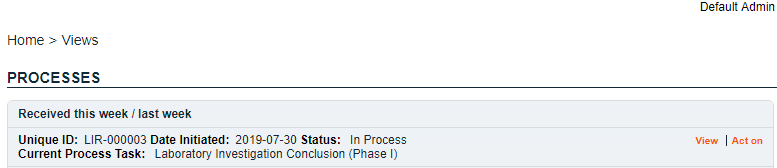 Default Admin
Home > Views
PROCESSES
Received this week / last week
Unique ID: LIR-000003 Date Initiated: 2019-07-30 Status: In Process View | Act on
Current Process Task: Laboratory Investigation Conclusion (Phase I)